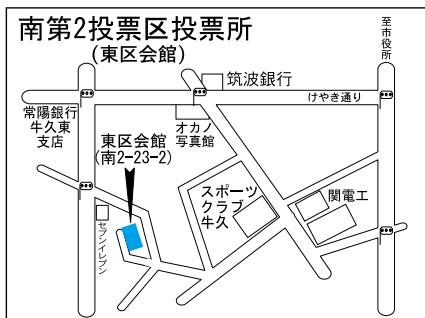 南第2投票区投票所
(東区会館)
至市役所
筑波銀行
けやき通り
常陽銀行
牛久東
支店
オカノ
写真館
東区会館
(南2-23-2)
スポーツ
クラブ
牛久
関電工
セブンイレブン